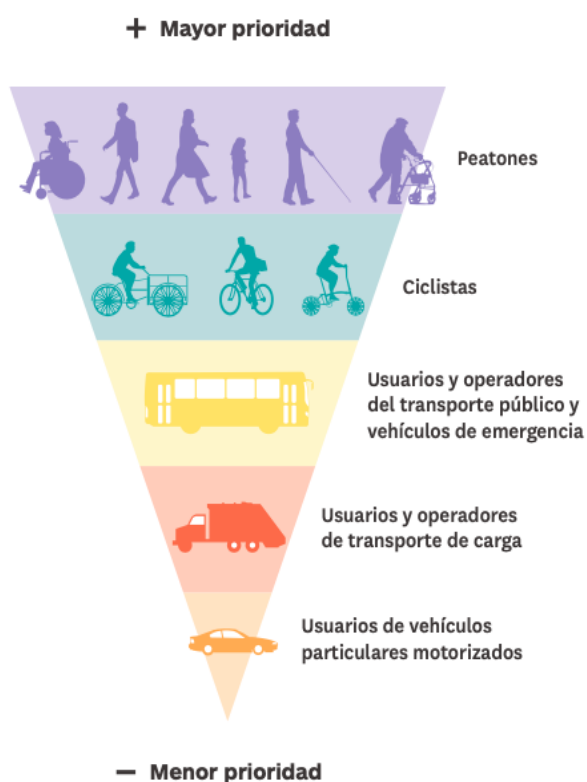 + Mayor prioridad
Peatones
Ciclistas
Usuarios y operadores
del transporte público y
vehículos de emergencia
Usuarios y operadores
de transporte de carga
Usuarios de vehículos
particulares motorizados
— Menor prioridad